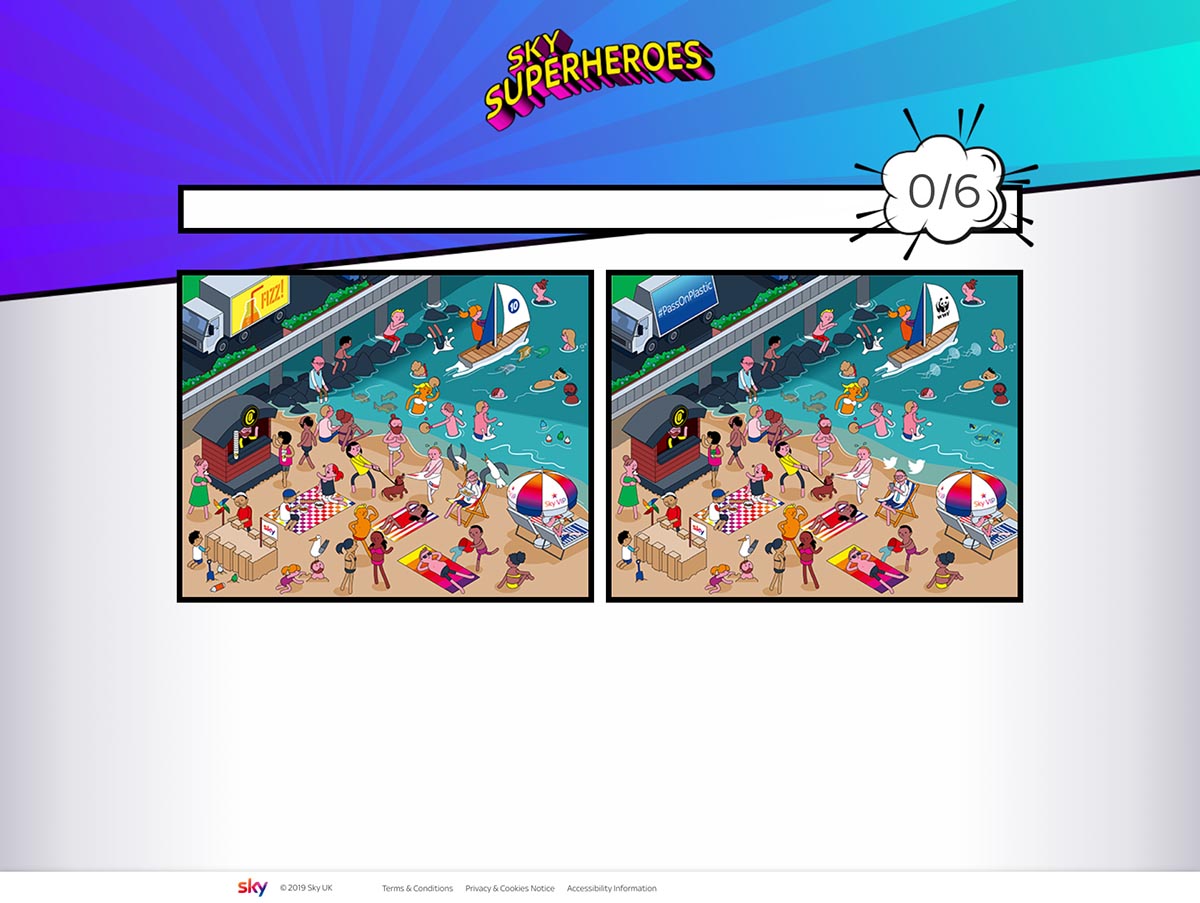 SKY
SUPERHEROES
0/6
FIZZ!
10
sky
Sky VIP
#PassOnPlastic
WWF
sky
Sky VIP
sky © 2019 Sky UK Terms & Conditions Privacy & Cookies Notice Accessibility Information